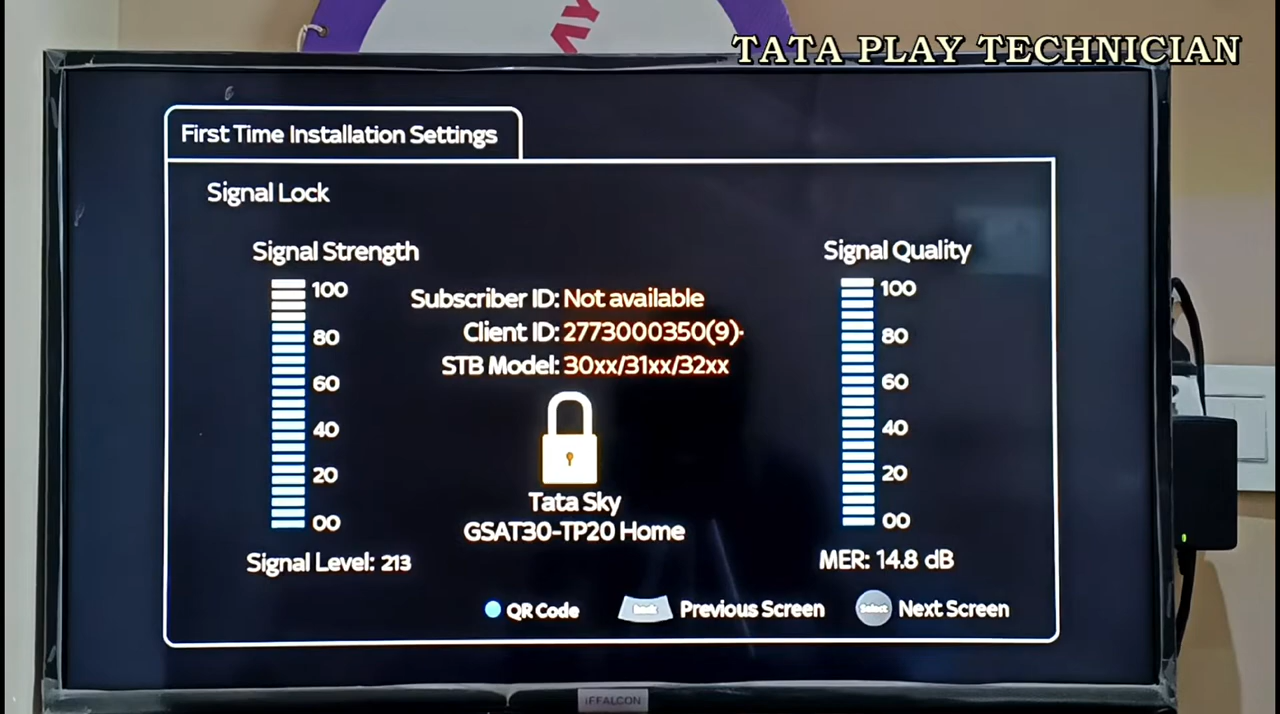 TATA PLAY TECHNICIAN
First Time Installation Settings
Signal Lock
Signal Strength
Signal Quality
100
80
60
40
20
00
Subscriber ID: Not available
Client ID: 2773000350(9)
STB Model: 30xx/31xx/32xx
Tata Sky
GSAT30-TP20 Home
100
80
60
40
20
00
Signal Level: 213
MER: 14.8 dB
QR Code
Back Previous Screen
Select Next Screen
iFFALCON